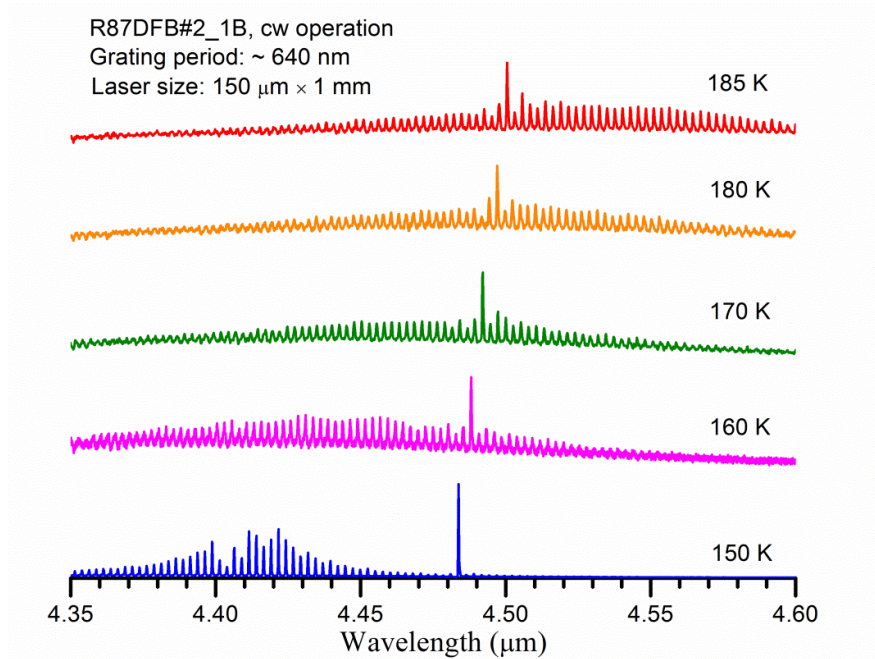 R87DFB#2_1B, cw operation
Grating period: ~ 640 nm
Laser size: 150 μm × 1 mm
185 K
180 K
170 K
160 K
150 K
4.35 4.40 4.45 4.50 4.55 4.60
Wavelength (μm)